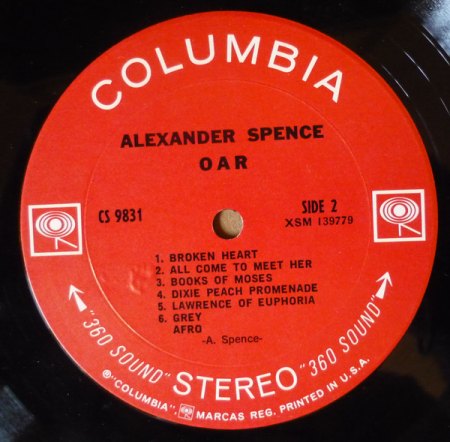 COLUMBIA
ALEXANDER SPENCE
OAR
CS 9831
SIDE 2
XSM 139779
1. BROKEN HEART
2. ALL COME TO MEET HER
3. BOOKS OF MOSES
4. DIXIE PEACH PROMENADE
5. LAWRENCE OF EUPHORIA
6. GREY
AFRO
-A. Spence-
"360 SOUND" STEREO "360 SOUND"
® "COLUMBIA", MARCAS REG. PRINTED IN U.S.A.